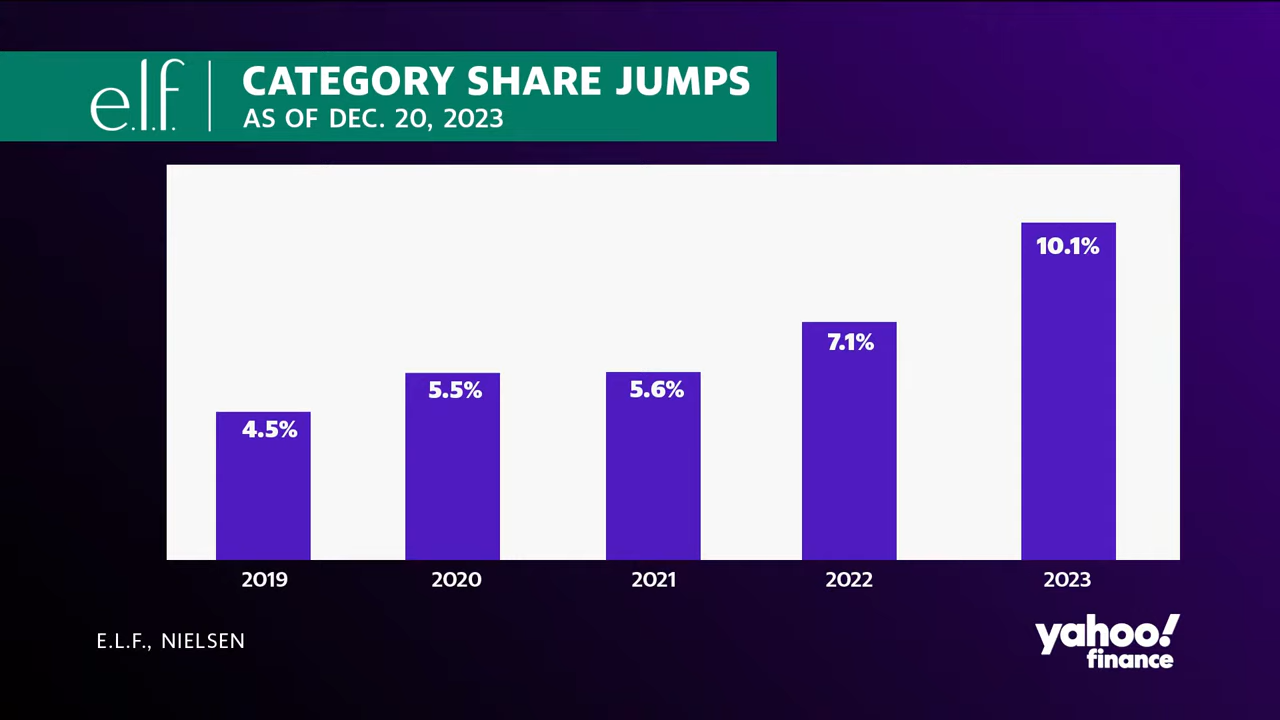 e.l.f.
CATEGORY SHARE JUMPS
AS OF DEC. 20, 2023
4.5%
5.5%
5.6%
7.1%
10.1%
2019
2020
2021
2022
2023
E.L.F., NIELSEN
yahoo!
finance